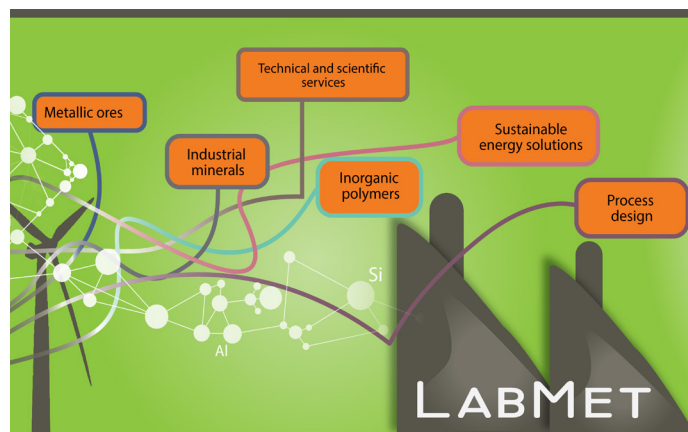 Technical and scientific
services
Metallic ores
Sustainable
energy solutions
Industrial
minerals
Inorganic
polymers
Process
design
Si
Al
LABMET